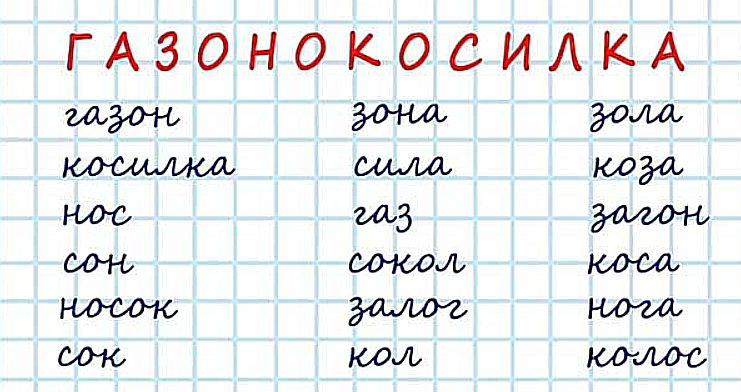 ГАЗОНОКОСИЛКА
газон зона зола
косилка сила коза
нос газ загон
сон сокол коса
носок залог нога
сок кол колос